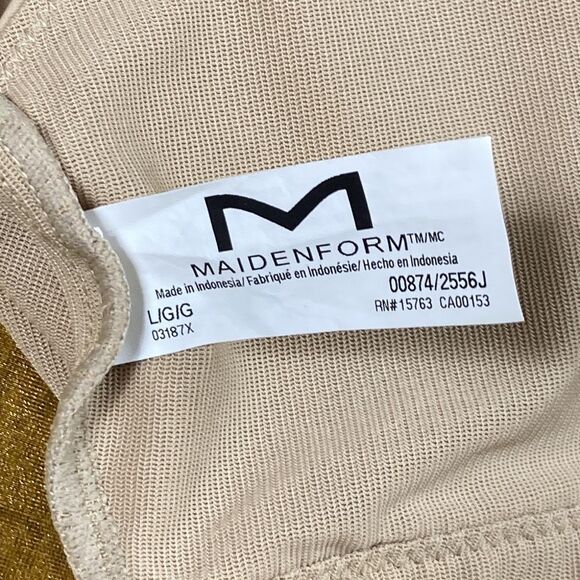 M
MAIDENFORM™/MC
Made in Indonesia/ Fabriqué en Indonésie/ Hecho en Indonesia
L/G/G 00874/2556J
03187X RN#15763 CA00153